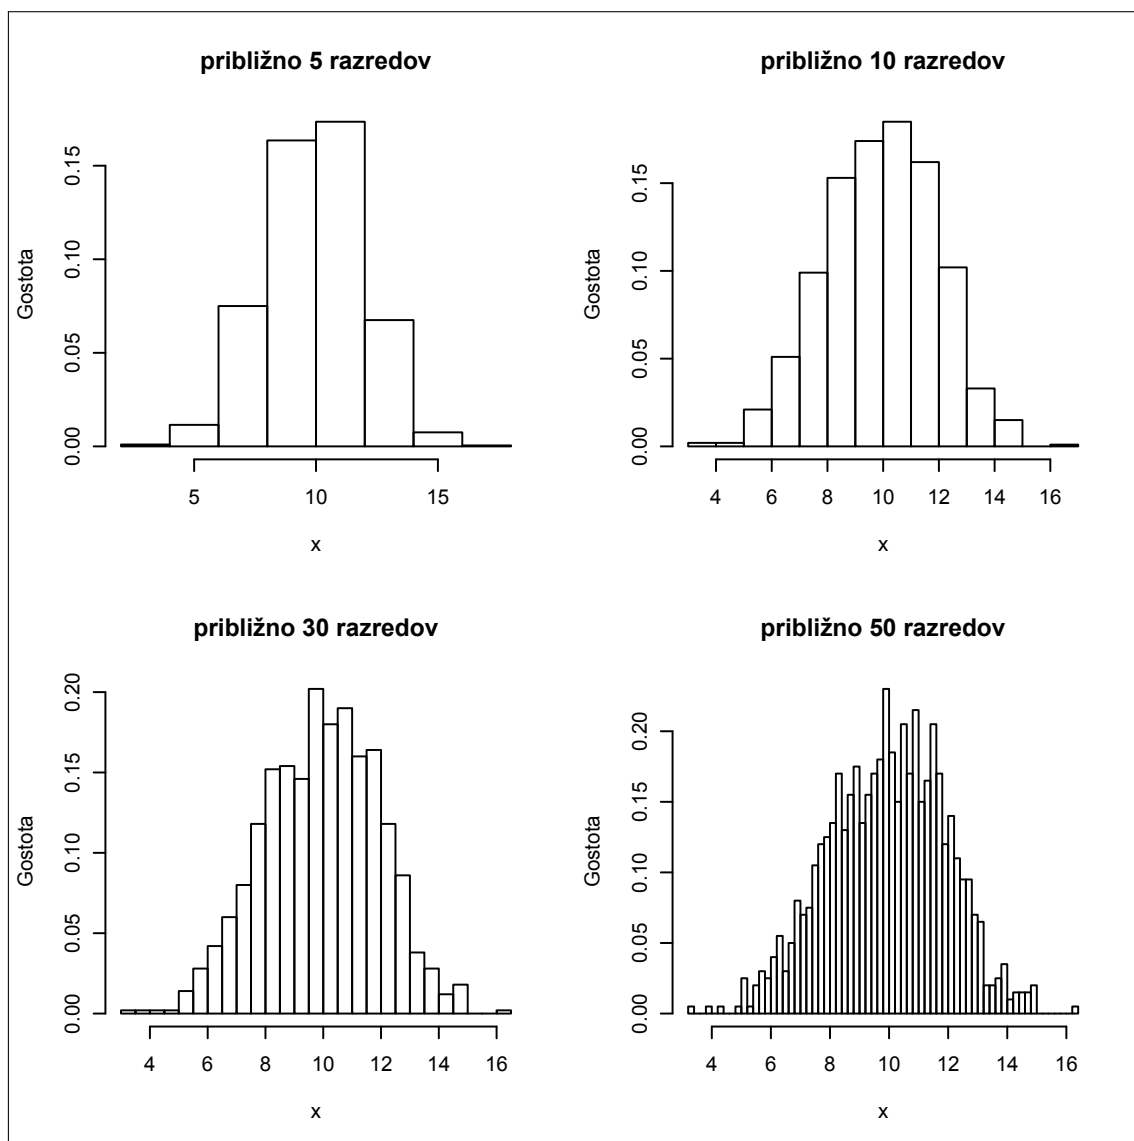 približno 5 razredov
Gostota
0.00 0.05 0.10 0.15
5 10 15
x
približno 10 razredov
Gostota
0.00 0.05 0.10 0.15
4 6 8 10 12 14 16
x
približno 30 razredov
Gostota
0.00 0.05 0.10 0.15 0.20
4 6 8 10 12 14 16
x
približno 50 razredov
Gostota
0.00 0.05 0.10 0.15 0.20
4 6 8 10 12 14 16
x